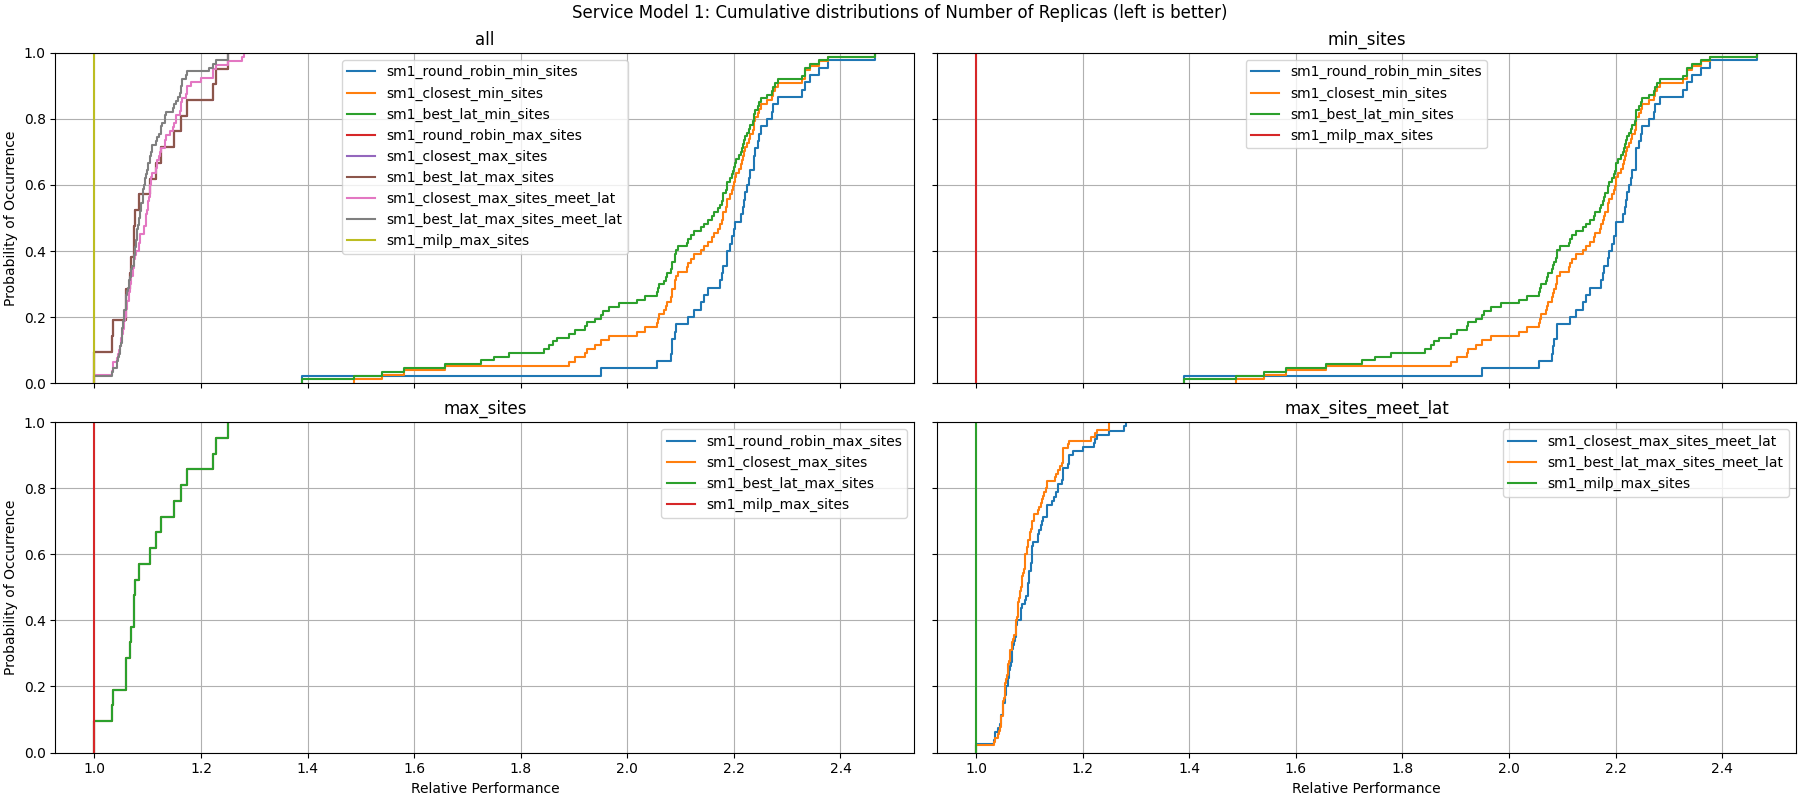 Service Model 1: Cumulative distributions of Number of Replicas (left is better)
all
Probability of Occurrence
1.0
0.8
0.6
0.4
0.2
0.0
sm1_round_robin_min_sites
sm1_closest_min_sites
sm1_best_lat_min_sites
sm1_round_robin_max_sites
sm1_closest_max_sites
sm1_best_lat_max_sites
sm1_closest_max_sites_meet_lat
sm1_best_lat_max_sites_meet_lat
sm1_milp_max_sites
min_sites
sm1_round_robin_min_sites
sm1_closest_min_sites
sm1_best_lat_min_sites
sm1_milp_max_sites
max_sites
Probability of Occurrence
1.0
0.8
0.6
0.4
0.2
0.0
sm1_round_robin_max_sites
sm1_closest_max_sites
sm1_best_lat_max_sites
sm1_milp_max_sites
1.0 1.2 1.4 1.6 1.8 2.0 2.2 2.4
Relative Performance
max_sites_meet_lat
sm1_closest_max_sites_meet_lat
sm1_best_lat_max_sites_meet_lat
sm1_milp_max_sites
1.0 1.2 1.4 1.6 1.8 2.0 2.2 2.4
Relative Performance